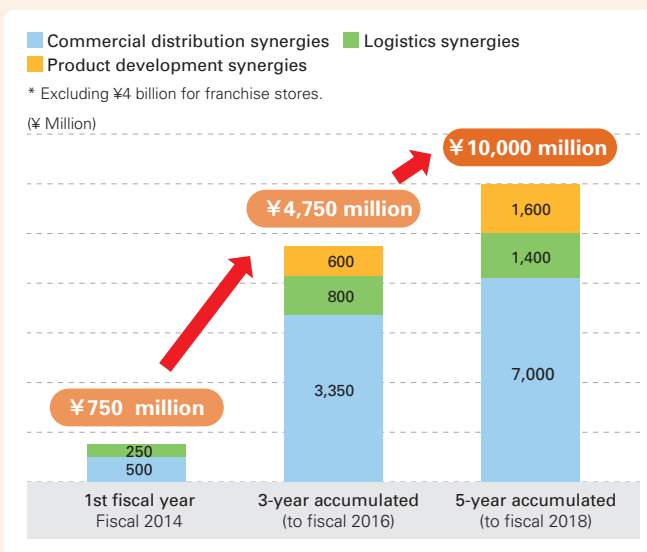 Commercial distribution synergies Logistics synergies
Product development synergies
* Excluding ¥4 billion for franchise stores.
(¥ Million)
¥10,000 million
¥4,750 million
1,600
600
1,400
800
7,000
3,350
¥750 million
250
500
1st fiscal year 3-year accumulated 5-year accumulated
Fiscal 2014 (to fiscal 2016) (to fiscal 2018)